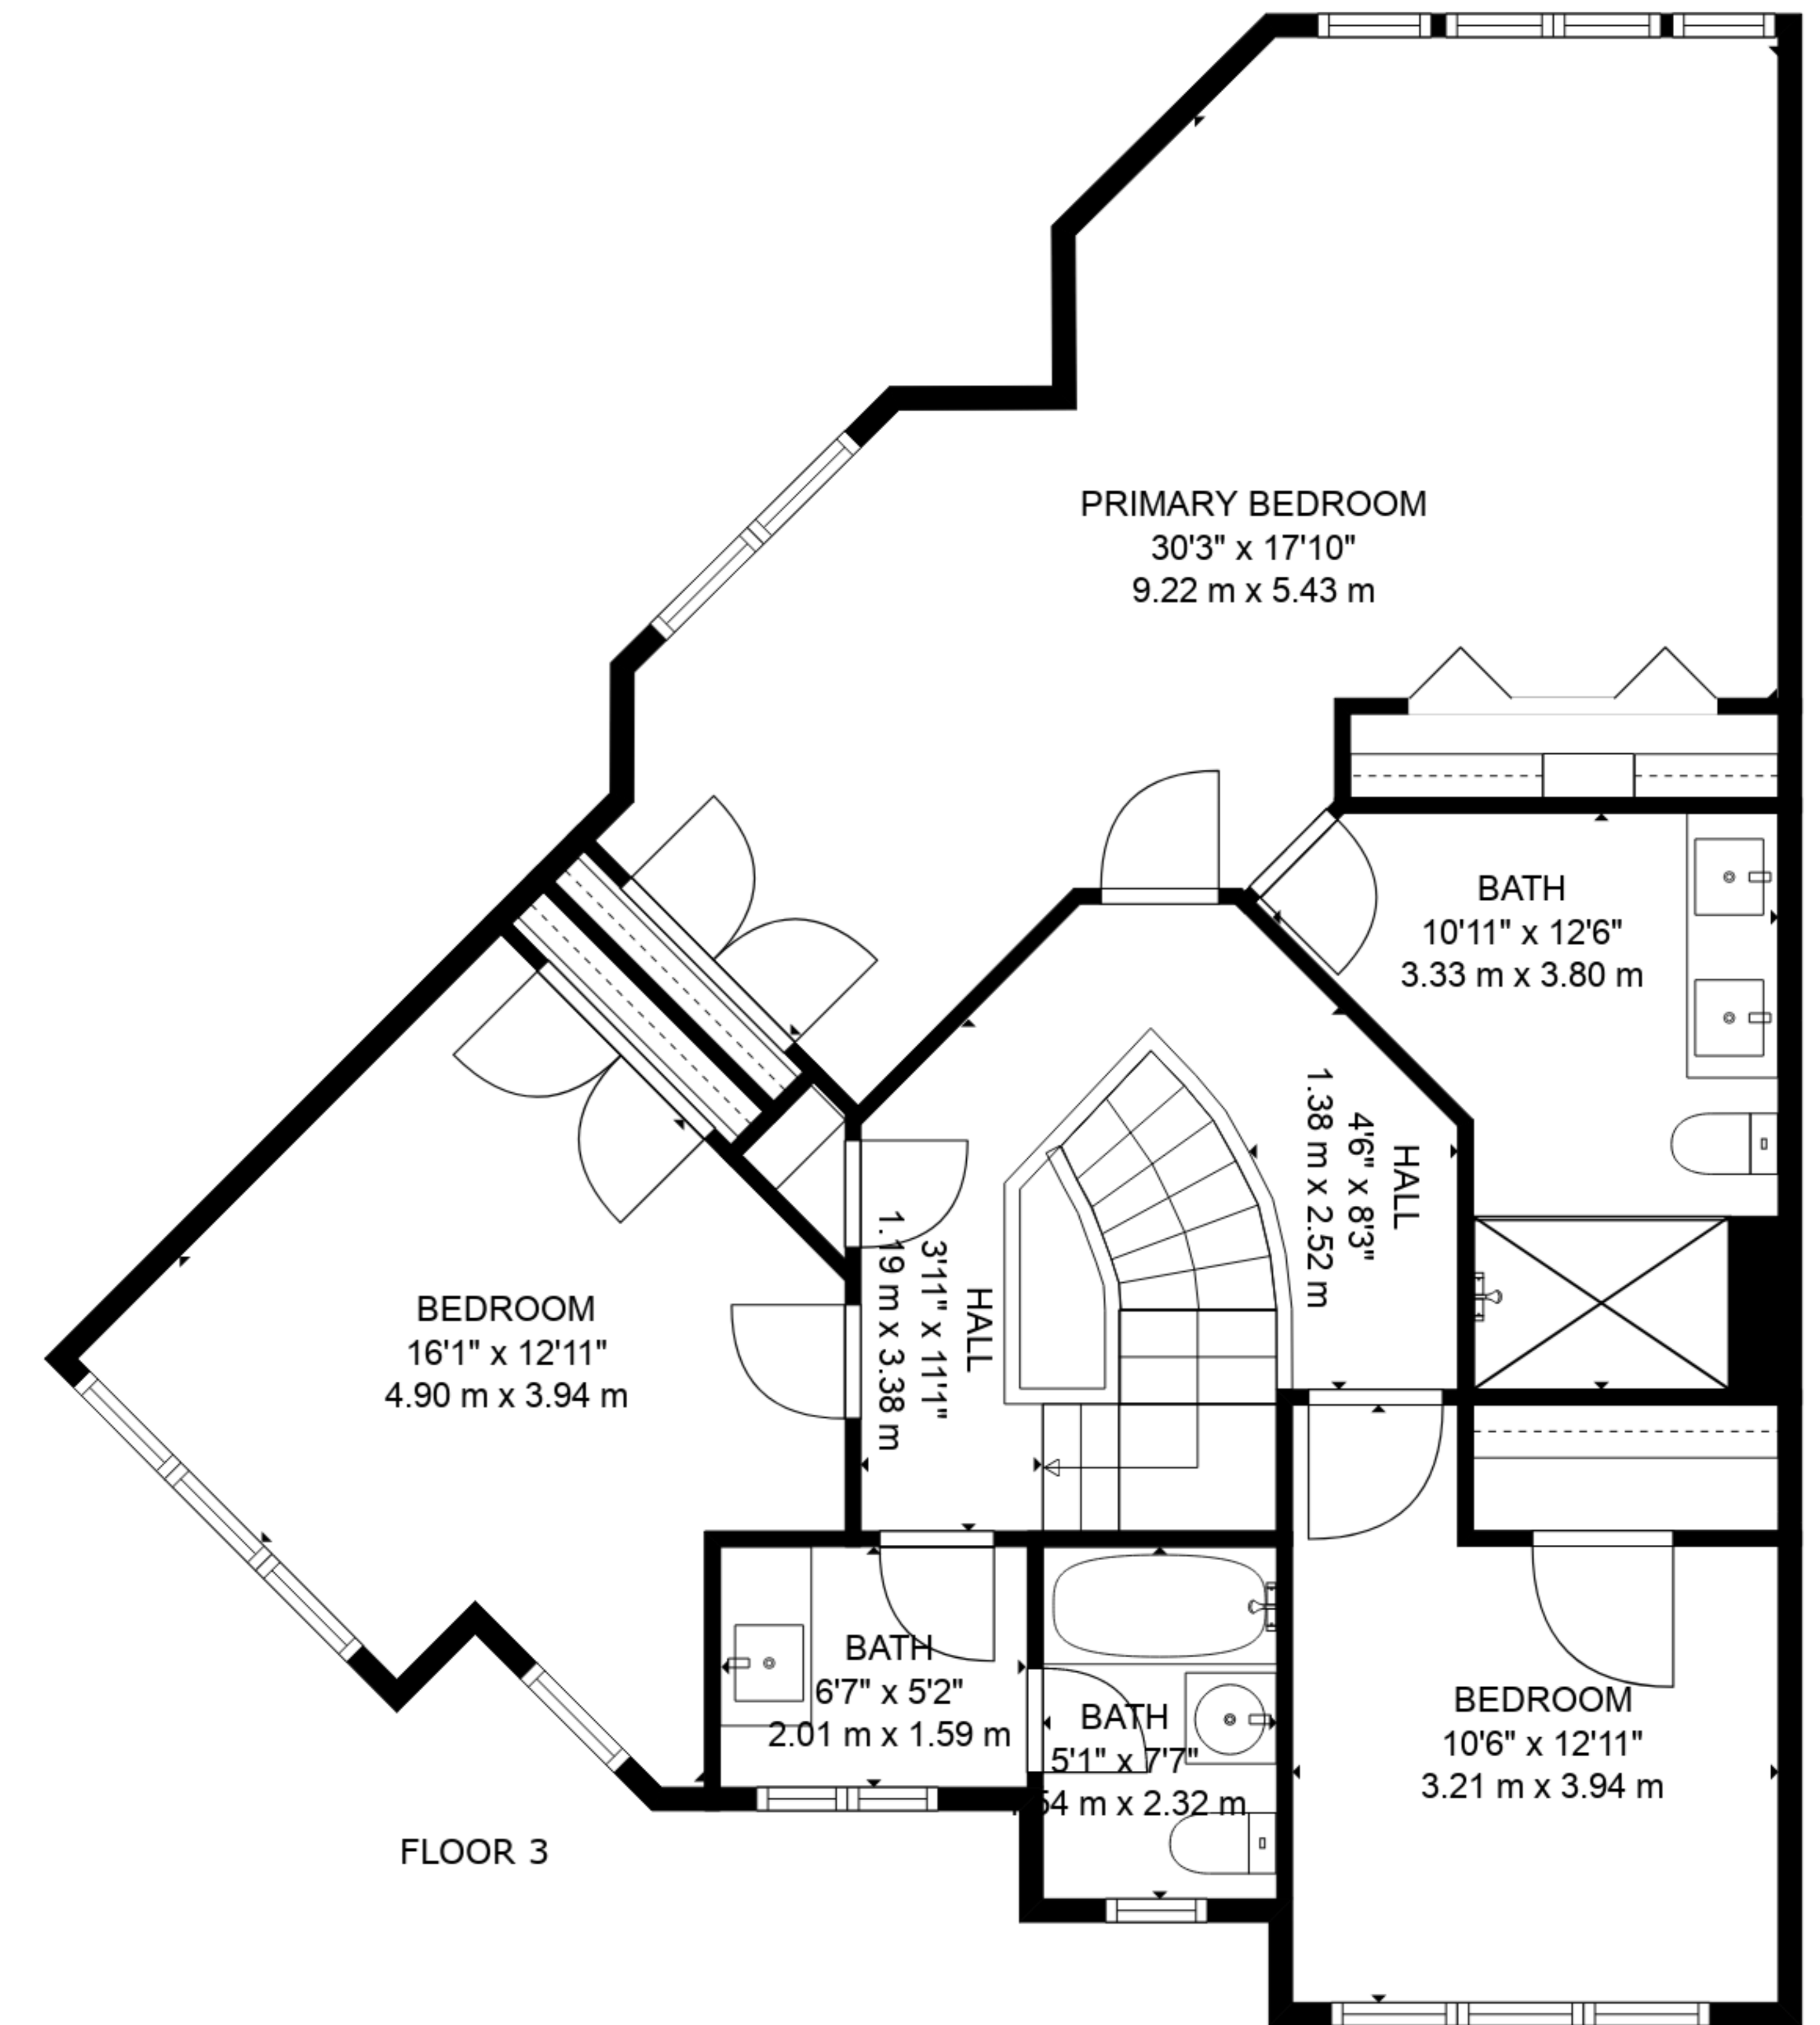 PRIMARY BEDROOM
30'3" x 17'10"
9.22 m x 5.43 m
BATH
10'11" x 12'6"
3.33 m x 3.80 m
HALL
4'6" x 8'3"
1.38 m x 2.52 m
HALL
3'11" x 11'1"
1.19 m x 3.38 m
BEDROOM
16'1" x 12'11"
4.90 m x 3.94 m
BATH
6'7" x 5'2"
2.01 m x 1.59 m
BATH
5'1" x 7'7"
54 m x 2.32 m
BEDROOM
10'6" x 12'11"
3.21 m x 3.94 m
FLOOR 3